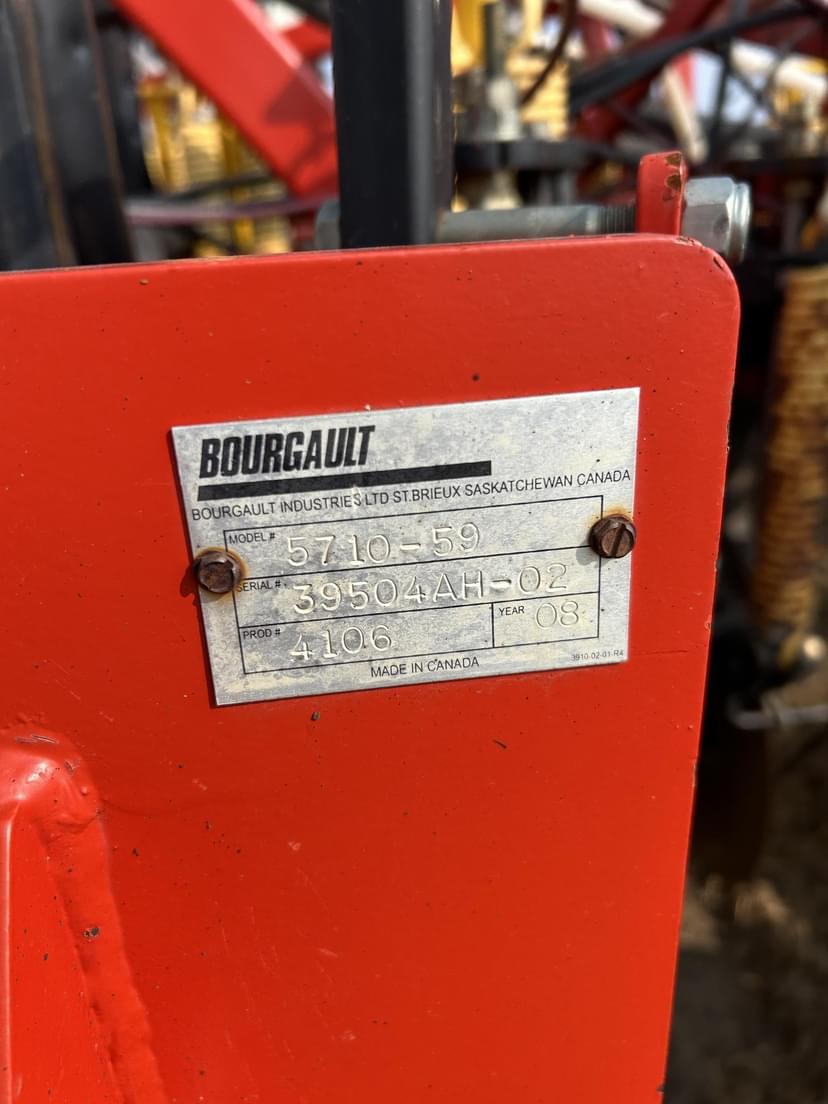 BOURGAULT
BOURGAULT INDUSTRIES LTD ST.BRIEUX SASKATCHEWAN CANADA
MODEL # 5710-59
SERIAL # 39504AH-02
PROD # 4106 YEAR 08
MADE IN CANADA 3910-02-01-R4